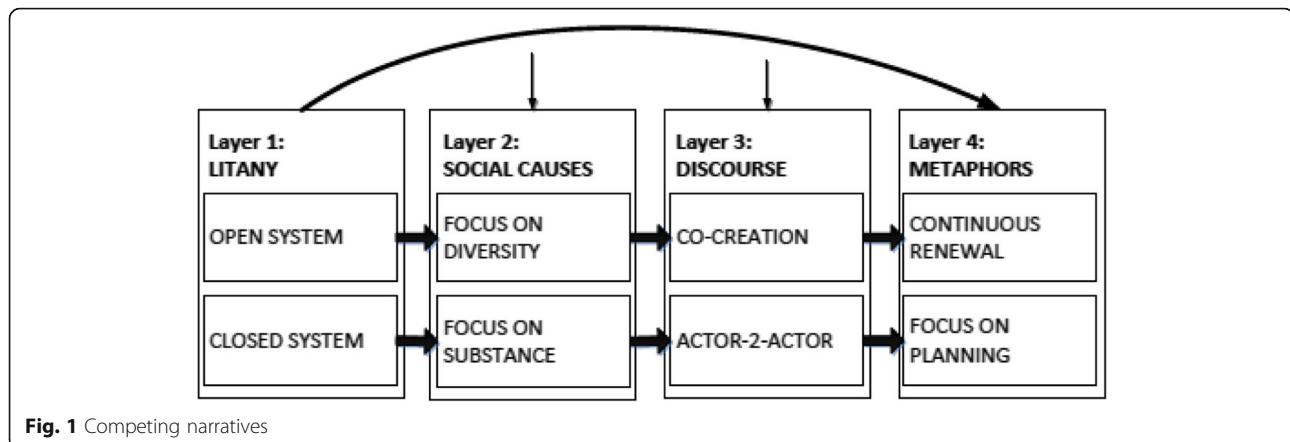 Layer 1:
LITANY
OPEN SYSTEM
CLOSED SYSTEM
Layer 2:
SOCIAL CAUSES
FOCUS ON
DIVERSITY
FOCUS ON
SUBSTANCE
Layer 3:
DISCOURSE
CO-CREATION
ACTOR-2-ACTOR
Layer 4:
METAPHORS
CONTINUOUS
RENEWAL
FOCUS ON
PLANNING
Fig. 1 Competing narratives